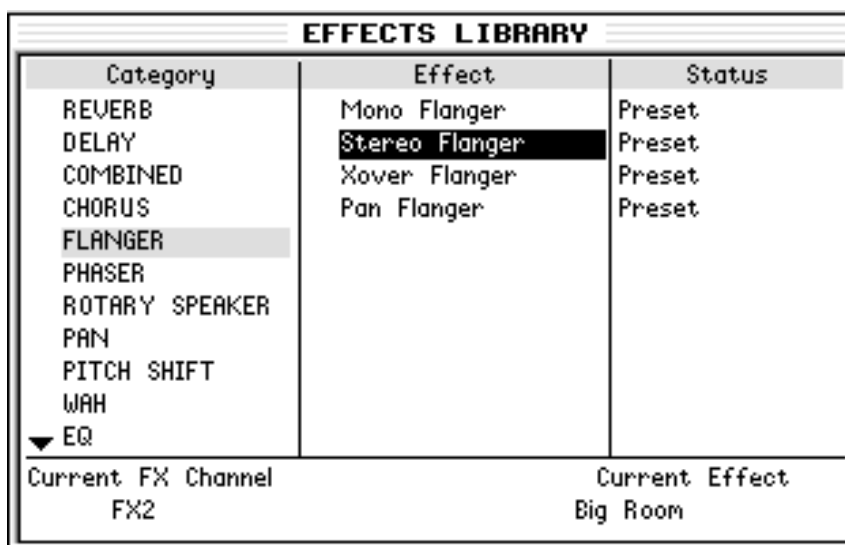 EFFECTS LIBRARY
Category Effect Status
REVERB Mono Flanger Preset
DELAY Stereo Flanger Preset
COMBINED Xover Flanger Preset
CHORUS Pan Flanger Preset
FLANGER
PHASER
ROTARY SPEAKER
PAN
PITCH SHIFT
WAH
EQ
Current FX Channel Current Effect
FX2 Big Room